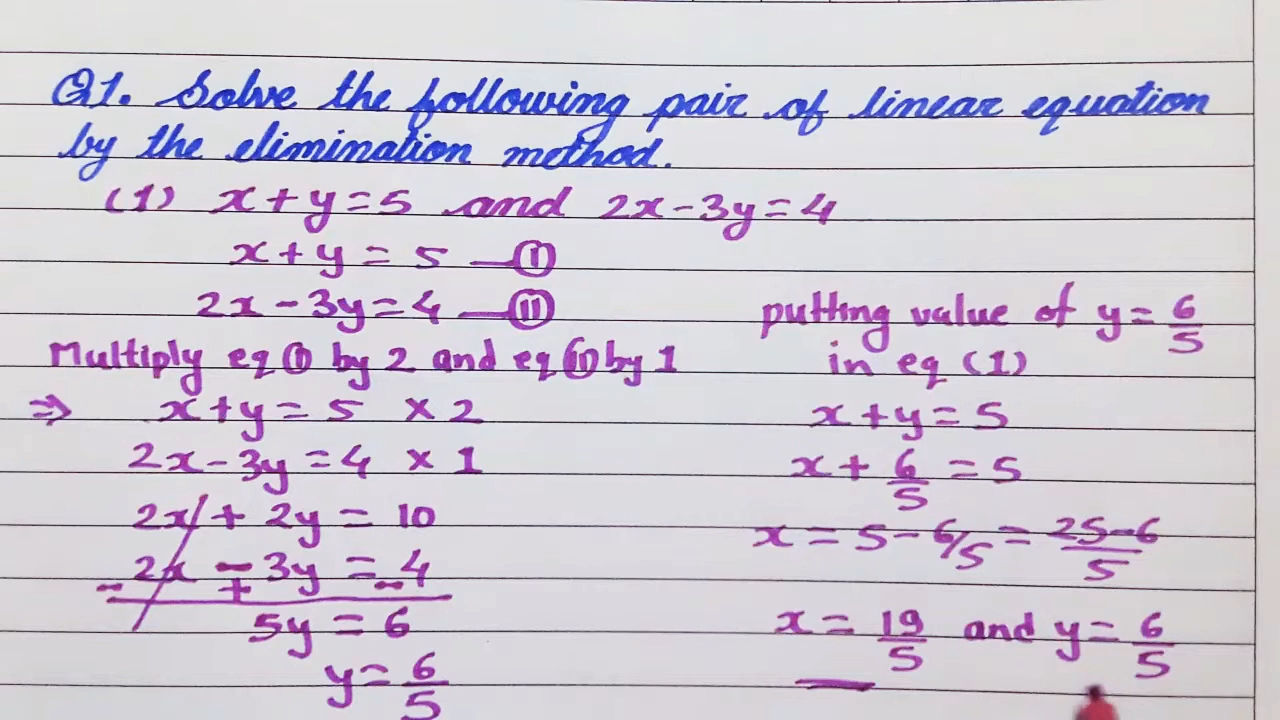 Q1. Solve the following pair of linear equation
by the elimination method.
(1) x + y = 5 and 2x - 3y = 4
x + y = 5 — (I)
2x - 3y = 4 — (II)
Multiply eq (I) by 2 and eq (II) by 1
⇒ x + y = 5 × 2
2x - 3y = 4 × 1
2x + 2y = 10
2x - 3y = 4
- + -
5y = 6
y = 6/5
putting value of y = 6/5
in eq (1)
x + y = 5
x + 6/5 = 5
x = 5 - 6/5 = 25-6/5
x = 19/5 and y = 6/5